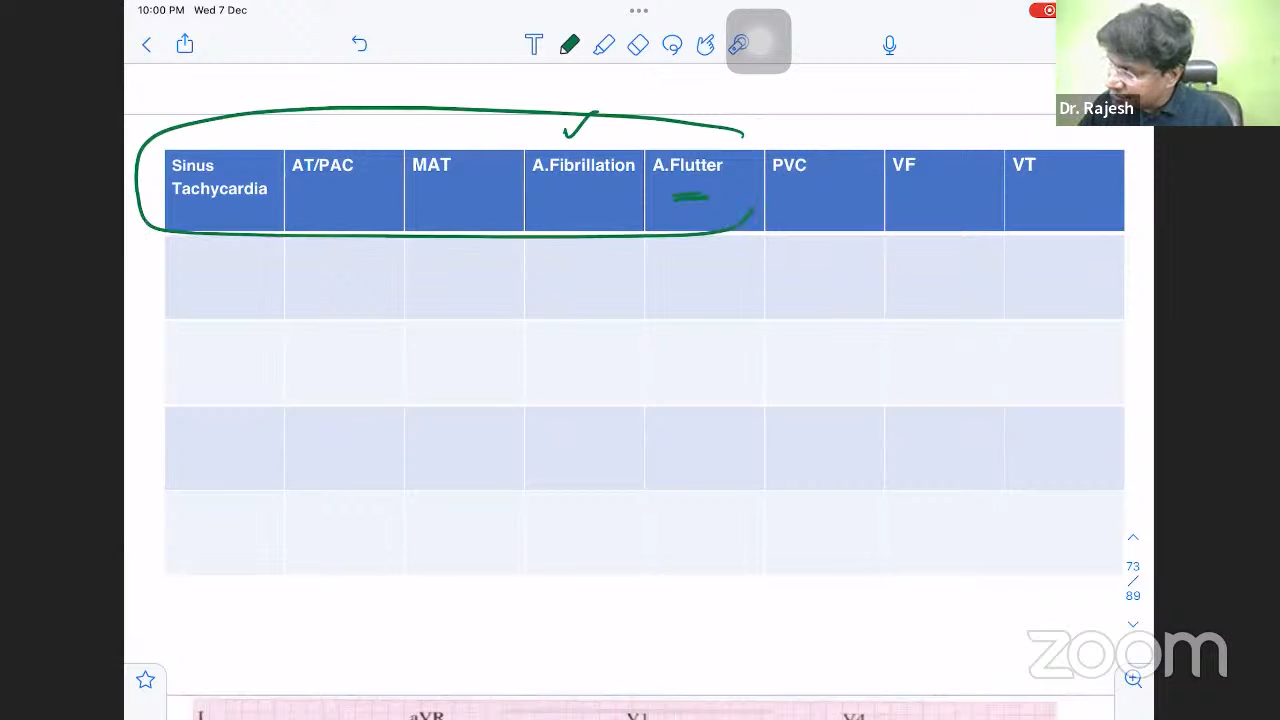 10:00 PM Wed 7 Dec
T
Dr. Rajesh
Sinus Tachycardia
AT/PAC
MAT
A.Fibrillation
A.Flutter
PVC
VF
VT
73
/
89
zoom
I
aVR
V1
V4